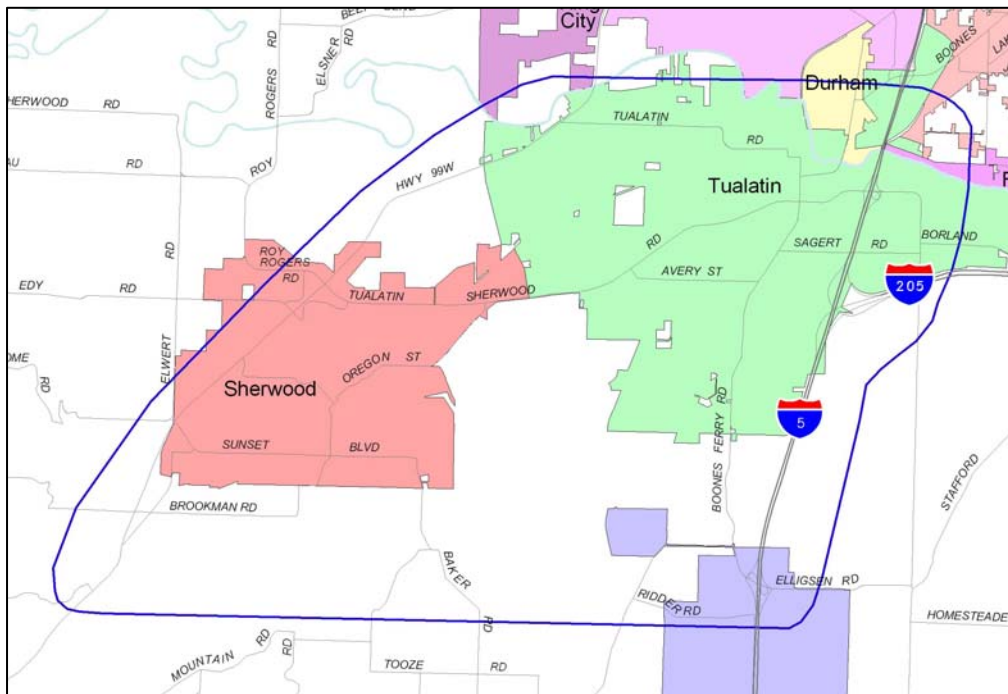 City
ROGERS RD
ELSNER RD
BOONES
SHERWOOD RD
Durham
TUALATIN RD
RD
ROY
HWY 99W
Tualatin
SAGERT RD
BORLAND
RD
ROY ROGERS RD
AVERY ST
205
EDY RD
TUALATIN SHERWOOD
ELWERT RD
OREGON ST
RD
Sherwood
BOONES FERRY RD
5
SUNSET BLVD
STAFFORD
BROOKMAN RD
BAKER RD
ELLIGSEN RD
RIDDER RD
HOMESTEADE
MOUNTAIN RD
RD
TOOZE RD